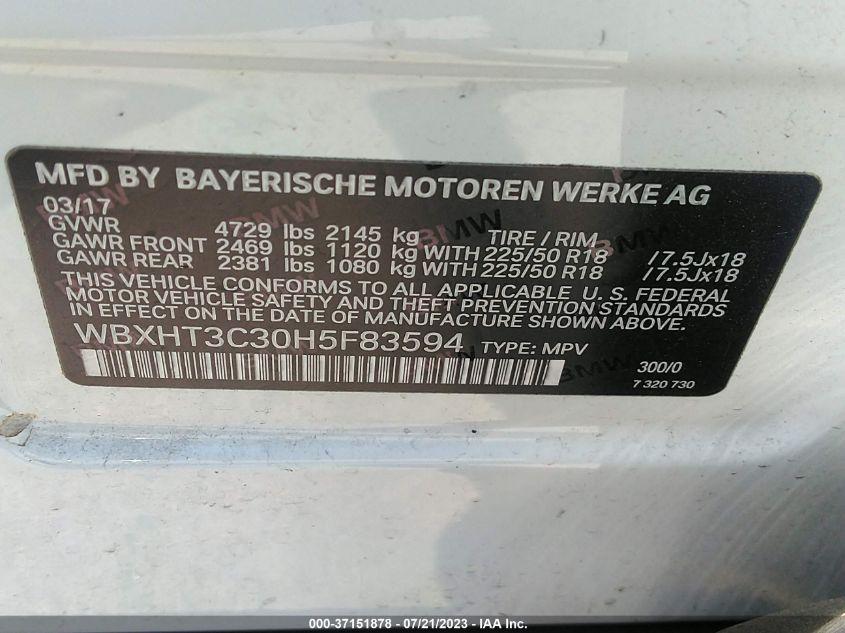 MFD BY BAYERISCHE MOTOREN WERKE AG
03/17
GVWR 4729 lbs 2145 kg TIRE / RIM
GAWR FRONT 2469 lbs 1120 kg WITH 225/50 R18 /7.5Jx18
GAWR REAR 2381 lbs 1080 kg WITH 225/50 R18 /7.5Jx18
THIS VEHICLE CONFORMS TO ALL APPLICABLE U. S. FEDERAL
MOTOR VEHICLE SAFETY AND THEFT PREVENTION STANDARDS
IN EFFECT ON THE DATE OF MANUFACTURE SHOWN ABOVE.
WBXHT3C30H5F83594 TYPE: MPV
300/0
7 320 730
000-37151878 / 07/21/2023 - IAA Inc.